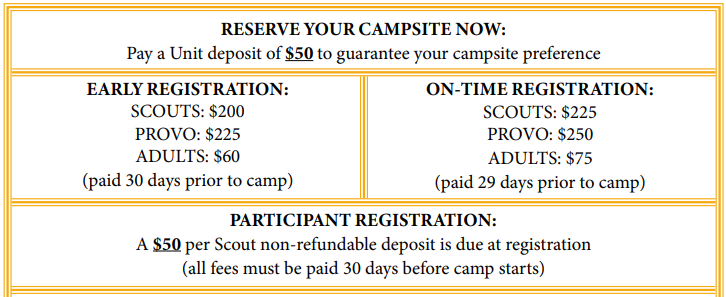 RESERVE YOUR CAMPSITE NOW:
Pay a Unit deposit of $50 to guarantee your campsite preference
EARLY REGISTRATION:
SCOUTS: $200
PROVO: $225
ADULTS: $60
(paid 30 days prior to camp)
ON-TIME REGISTRATION:
SCOUTS: $225
PROVO: $250
ADULTS: $75
(paid 29 days prior to camp)
PARTICIPANT REGISTRATION:
A $50 per Scout non-refundable deposit is due at registration
(all fees must be paid 30 days before camp starts)